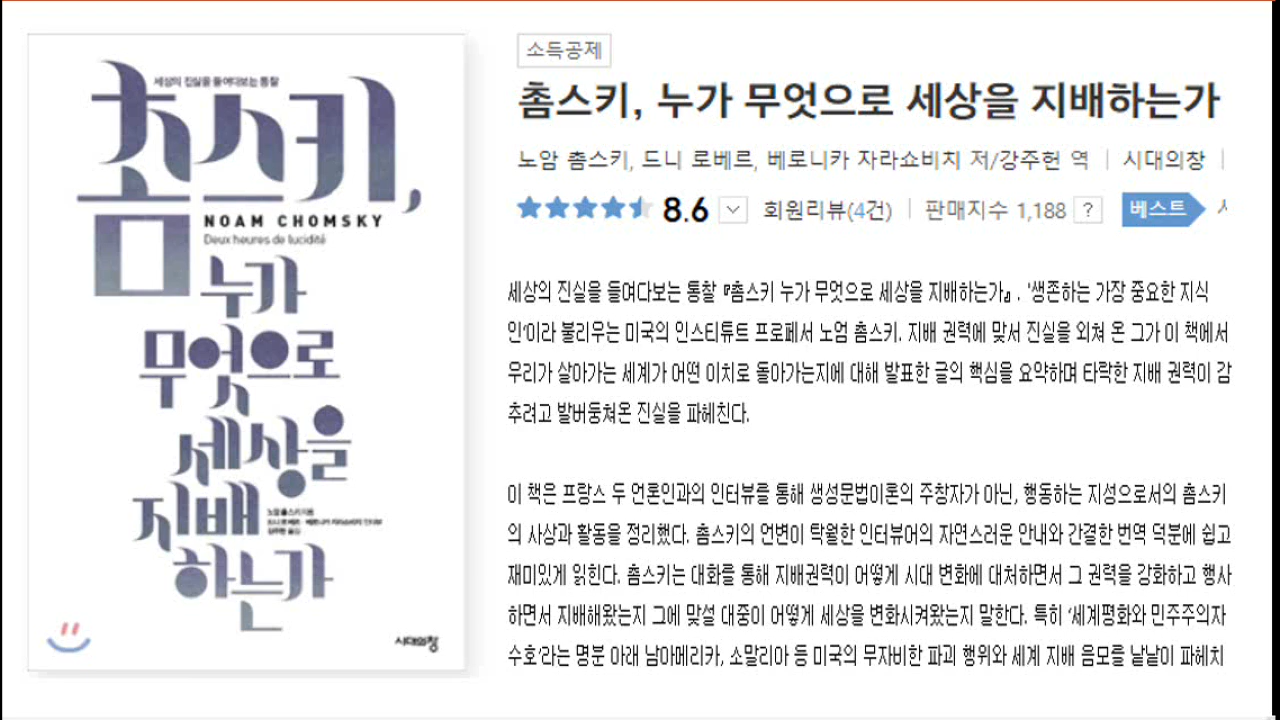 세상의 진실을 들여다보는 통찰
촘스키,
NOAM CHOMSKY
Deux heures de lucidité
누가
무엇으로
세상을
지배
하는가
시대의창
소득공제
촘스키, 누가 무엇으로 세상을 지배하는가
노암 촘스키, 드니 로베르, 베로니카 자라쇼비치 저/강주헌 역 | 시대의창 |
8.6 회원리뷰(4건) | 판매지수 1,188 ? 베스트
세상의 진실을 들여다보는 통찰 『촘스키 누가 무엇으로 세상을 지배하는가』. '생존하는 가장 중요한 지식
인'이라 불리우는 미국의 인스티튜트 프로페서 노엄 촘스키. 지배 권력에 맞서 진실을 외쳐 온 그가 이 책에서
우리가 살아가는 세계가 어떤 이치로 돌아가는지에 대해 발표한 글의 핵심을 요약하며 타락한 지배 권력이 감
추려고 발버둥쳐온 진실을 파헤친다.
이 책은 프랑스 두 언론인과의 인터뷰를 통해 생성문법이론의 주창자가 아닌, 행동하는 지성으로서의 촘스키
의 사상과 활동을 정리했다. 촘스키의 언변이 탁월한 인터뷰어의 자연스러운 안내와 간결한 번역 덕분에 쉽고
재미있게 읽힌다. 촘스키는 대화를 통해 지배권력이 어떻게 시대 변화에 대처하면서 그 권력을 강화하고 행사
하면서 지배해왔는지 그에 맞설 대중이 어떻게 세상을 변화시켜왔는지 말한다. 특히 '세계평화와 민주주의자
수호'라는 명분 아래 남아메리카, 소말리아 등 미국의 무자비한 파괴 행위와 세계 지배 음모를 낱낱이 파헤치